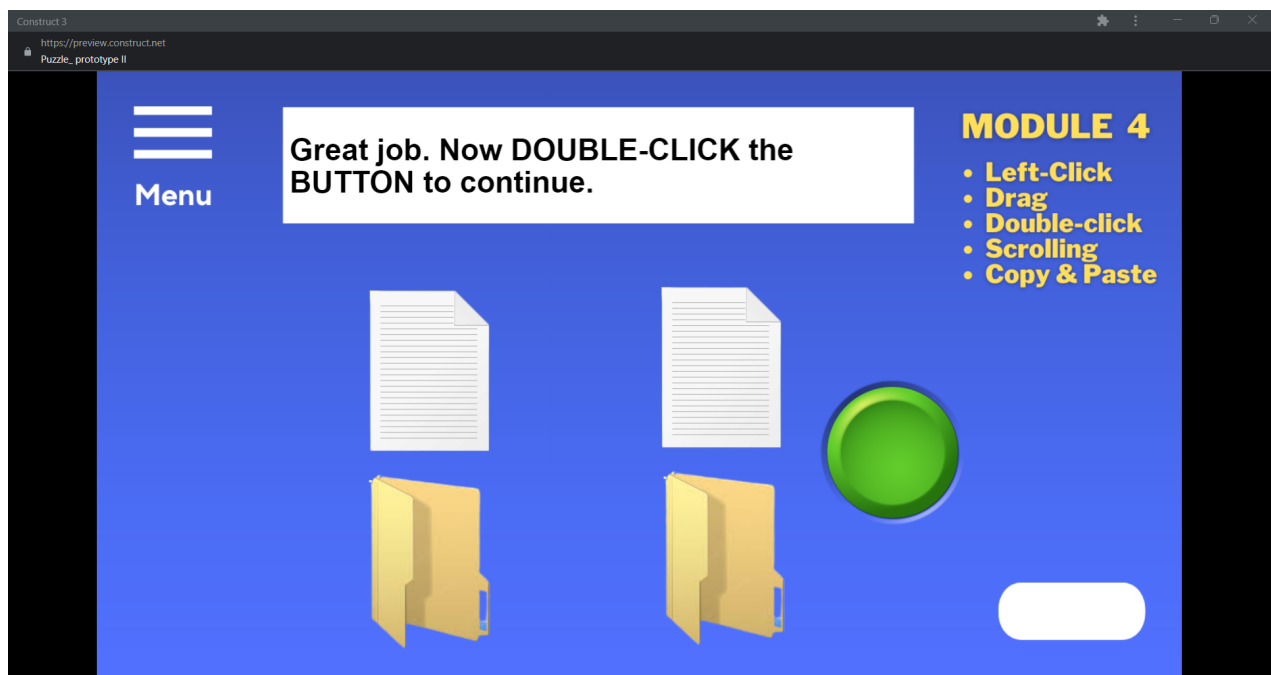 Construct 3
https://preview.construct.net
Puzzle_ prototype II
Menu
Great job. Now DOUBLE-CLICK the
BUTTON to continue.
MODULE 4
• Left-Click
• Drag
• Double-click
• Scrolling
• Copy & Paste